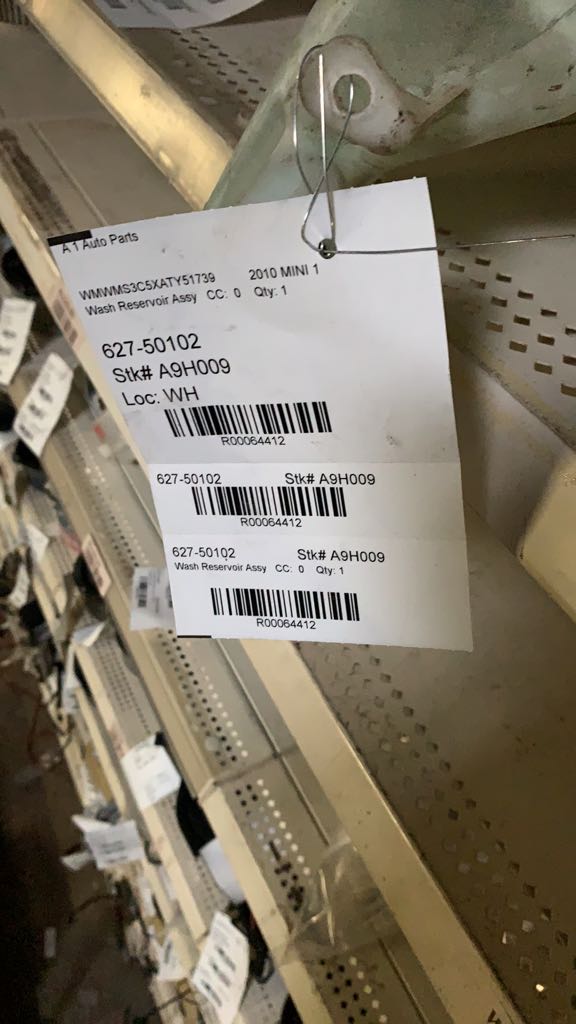 A 1 Auto Parts
WMWMS3C5XATY51739 2010 MINI 1
Wash Reservoir Assy CC: 0 Qty: 1
627-50102
Stk# A9H009
Loc: WH
R00064412
627-50102 Stk# A9H009
R00064412
627-50102 Stk# A9H009
Wash Reservoir Assy CC: 0 Qty: 1
R00064412